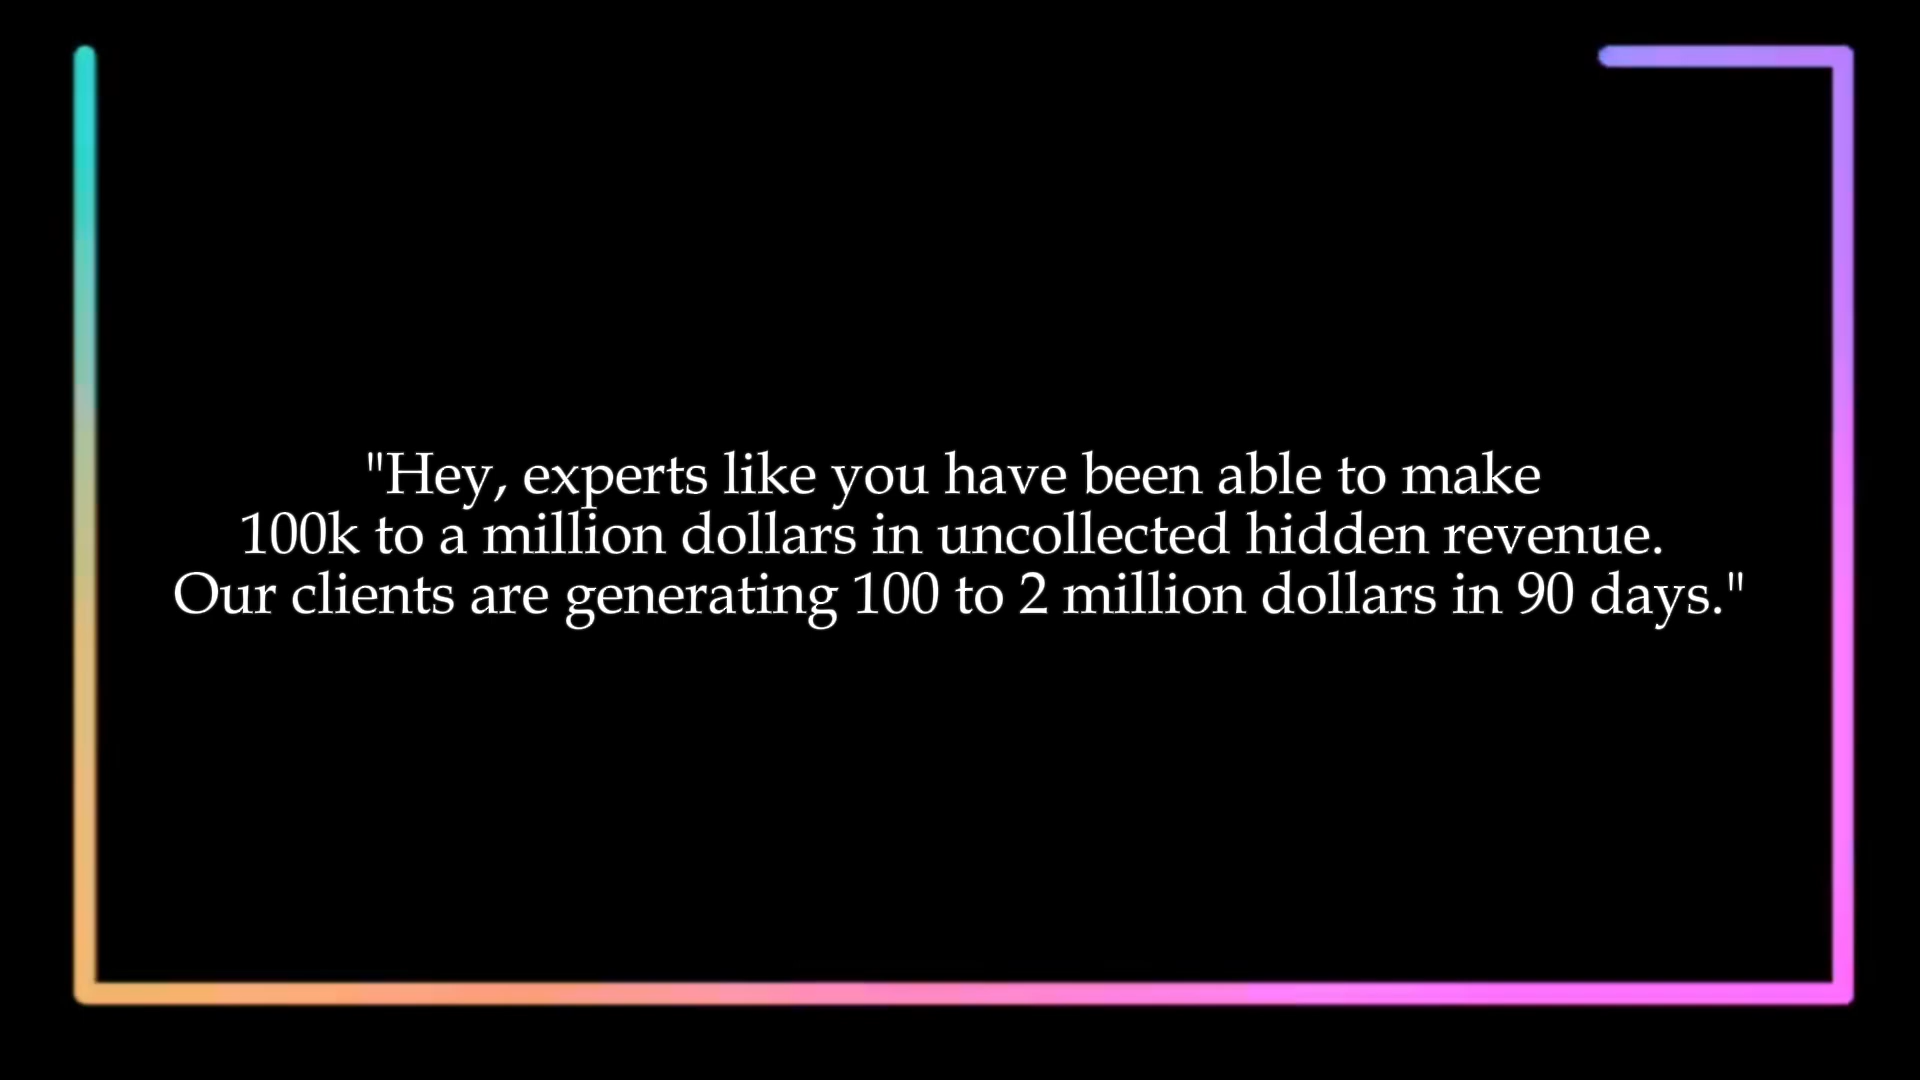 "Hey, experts like you have been able to make
100k to a million dollars in uncollected hidden revenue.
Our clients are generating 100 to 2 million dollars in 90 days."